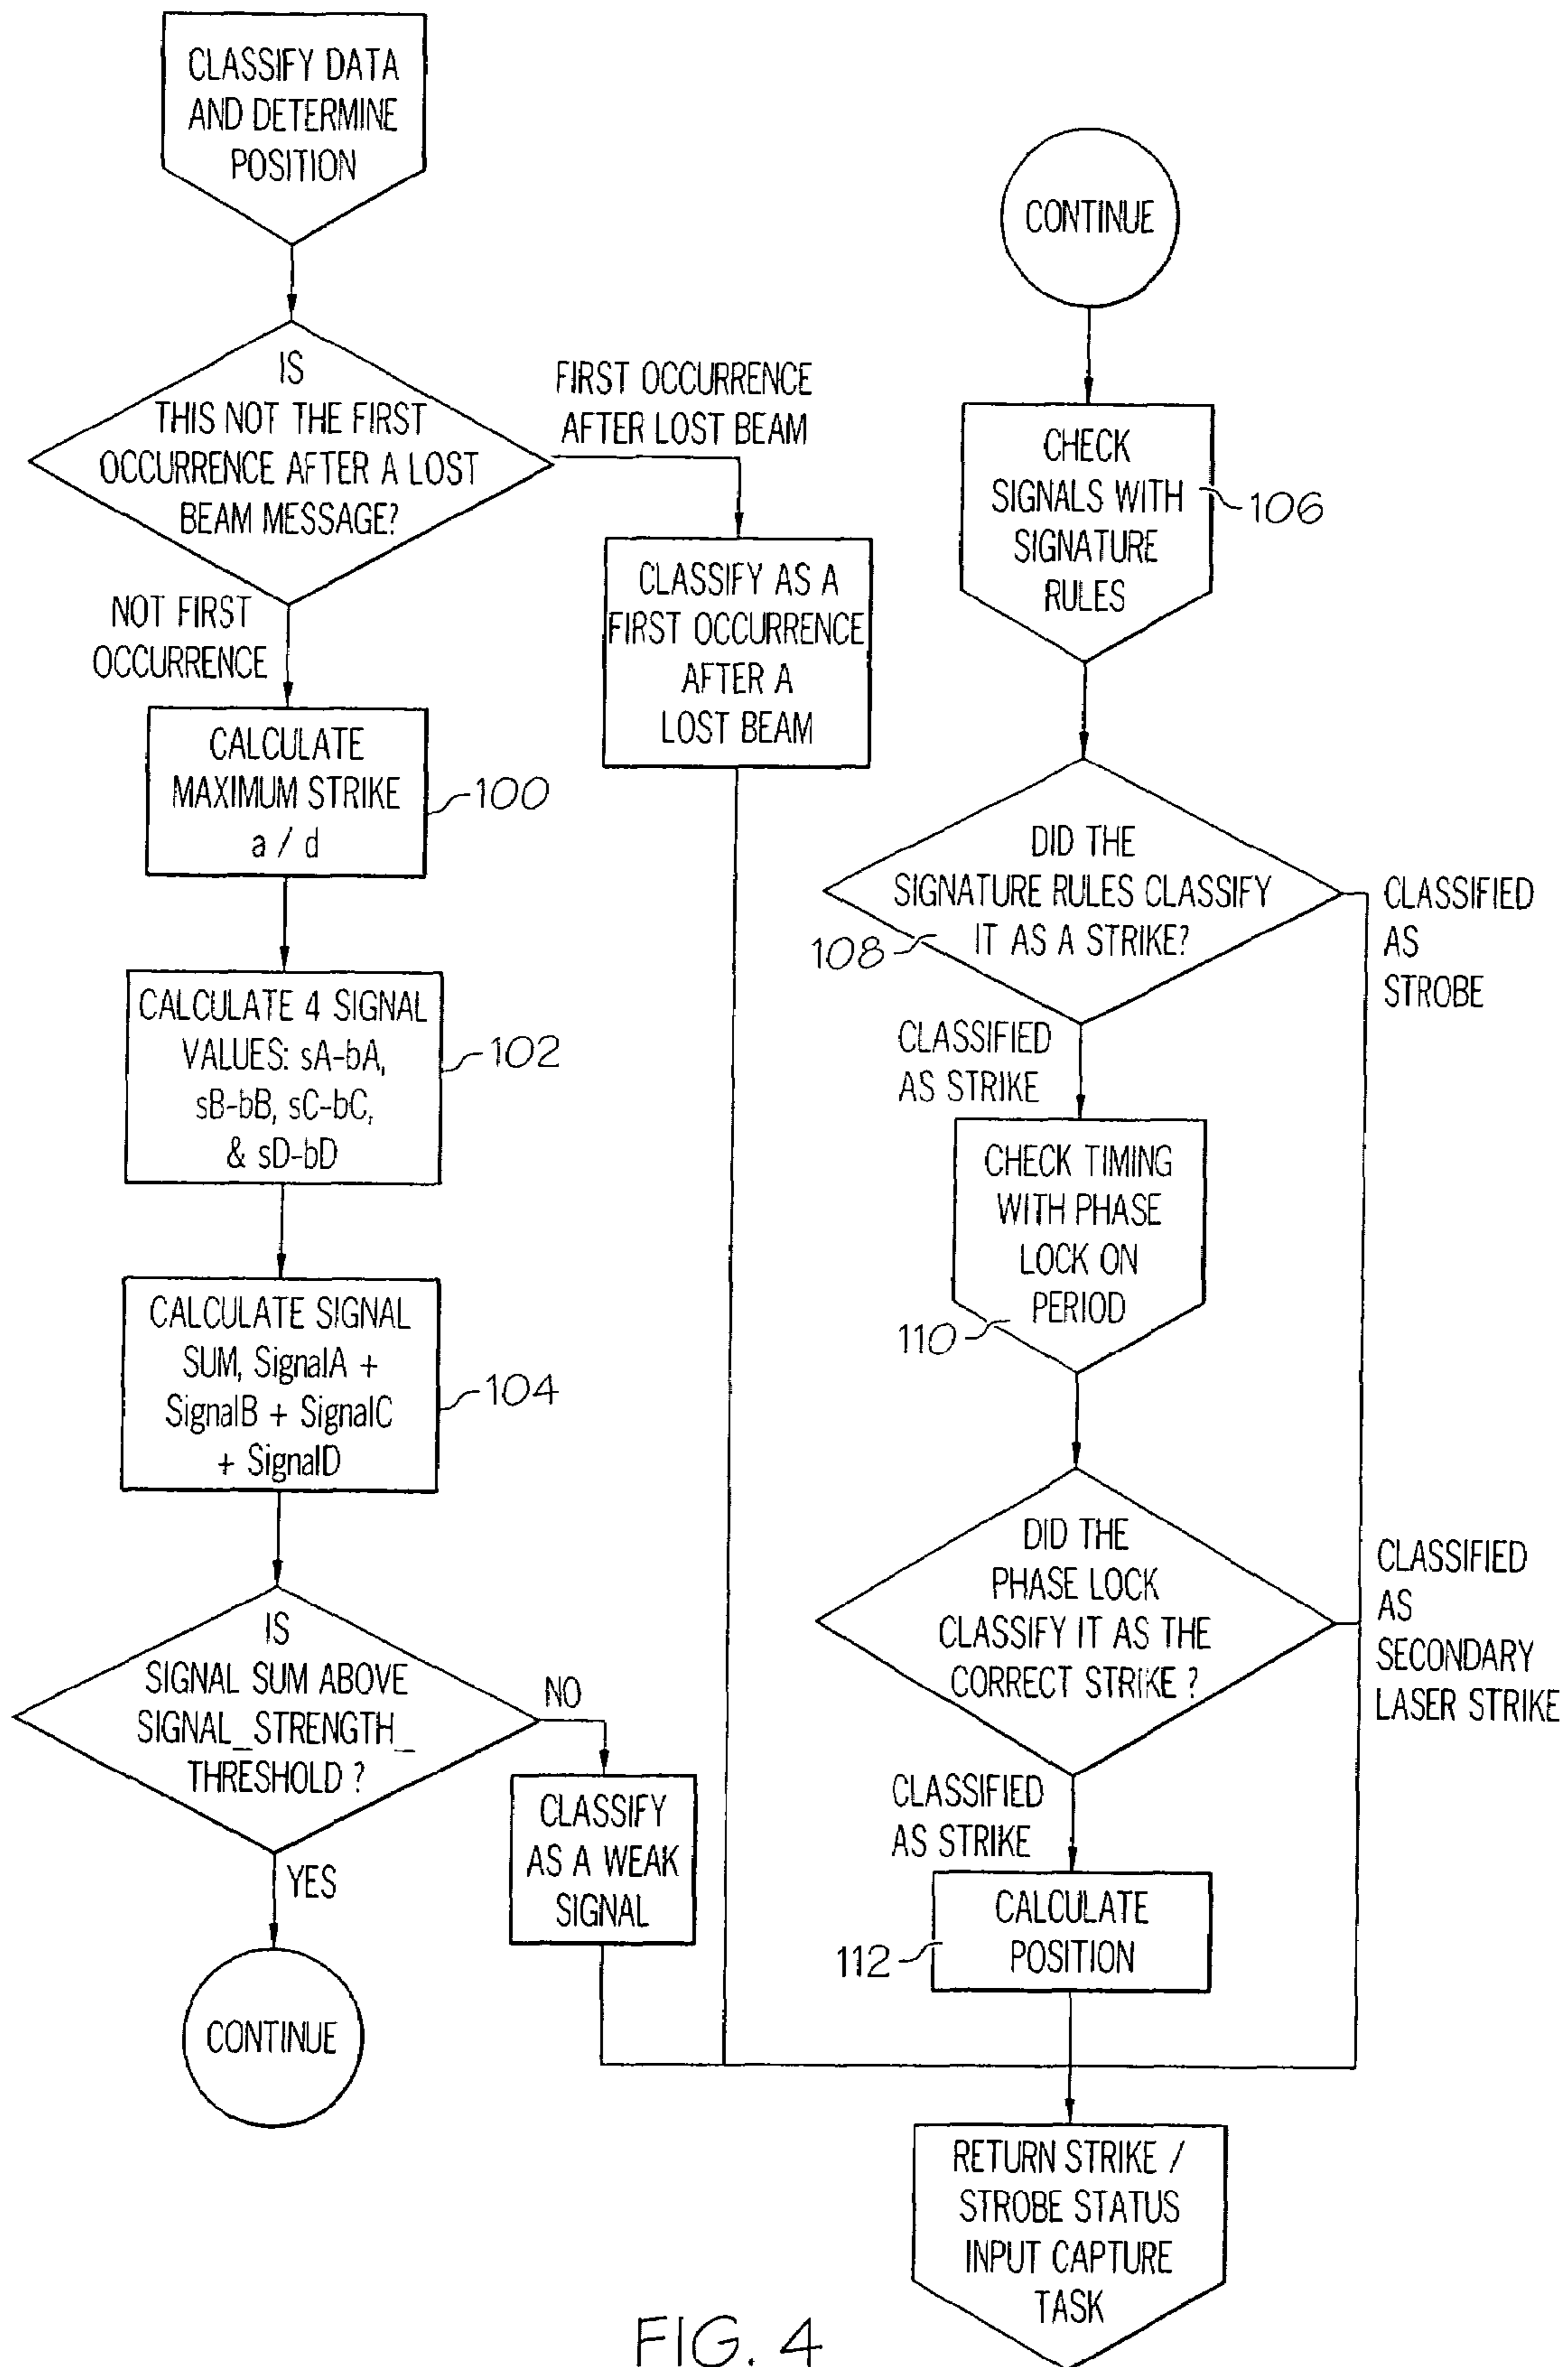 CLASSIFY DATA
AND DETERMINE
POSITION
IS
THIS NOT THE FIRST
OCCURRENCE AFTER A LOST
BEAM MESSAGE?
FIRST OCCURRENCE
AFTER LOST BEAM
CLASSIFY AS A
FIRST OCCURRENCE
AFTER A
LOST BEAM
NOT FIRST
OCCURRENCE
CALCULATE
MAXIMUM STRIKE
a / d
100
CALCULATE 4 SIGNAL
VALUES: sA-bA,
sB-bB, sC-bC,
& sD-bD
102
CALCULATE SIGNAL
SUM, SignalA +
SignalB + SignalC
+ SignalD
104
IS
SIGNAL SUM ABOVE
SIGNAL_STRENGTH_
THRESHOLD ?
NO
CLASSIFY
AS A WEAK
SIGNAL
YES
CONTINUE
CONTINUE
CHECK
SIGNALS WITH
SIGNATURE
RULES
106
DID THE
SIGNATURE RULES CLASSIFY
IT AS A STRIKE?
108
CLASSIFIED
AS
STROBE
CLASSIFIED
AS STRIKE
CHECK TIMING
WITH PHASE
LOCK ON
PERIOD
110
DID THE
PHASE LOCK
CLASSIFY IT AS THE
CORRECT STRIKE ?
CLASSIFIED
AS
SECONDARY
LASER STRIKE
CLASSIFIED
AS STRIKE
CALCULATE
POSITION
112
RETURN STRIKE /
STROBE STATUS
INPUT CAPTURE
TASK
FIG. 4